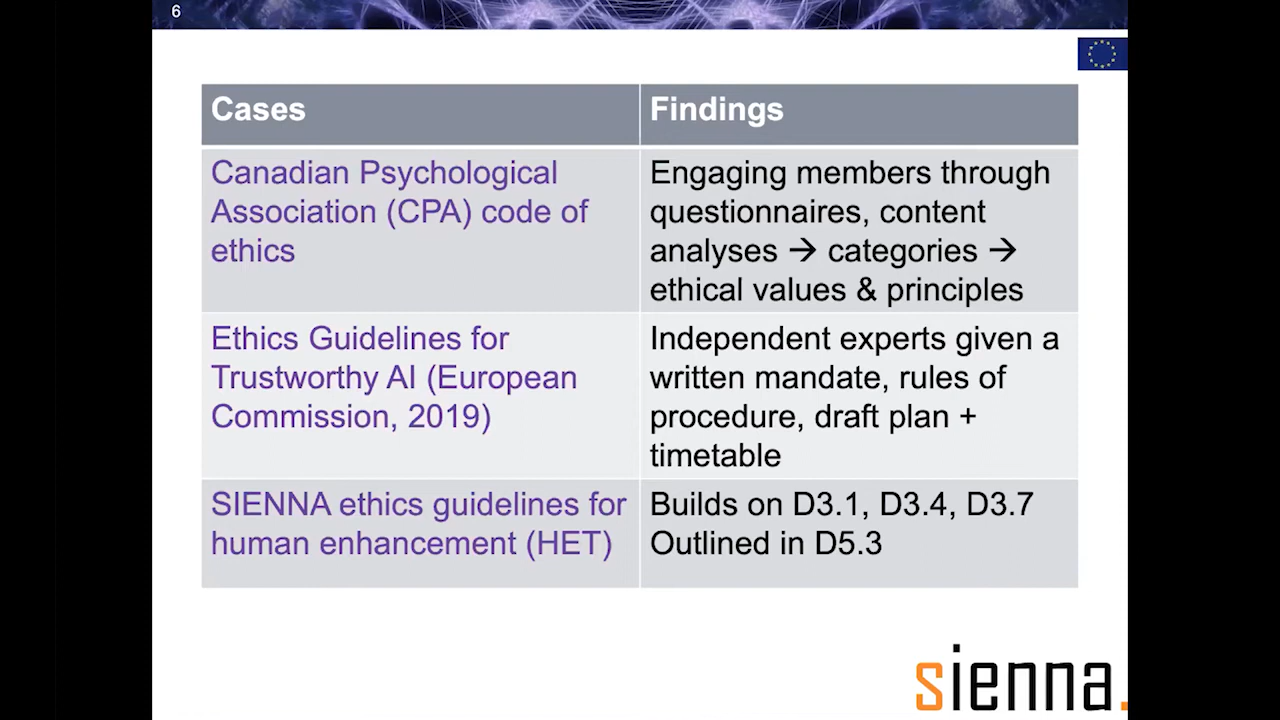 6
Cases
Findings
Canadian Psychological
Association (CPA) code of
ethics
Engaging members through
questionnaires, content
analyses → categories →
ethical values & principles
Ethics Guidelines for
Trustworthy AI (European
Commission, 2019)
Independent experts given a
written mandate, rules of
procedure, draft plan +
timetable
SIENNA ethics guidelines for
human enhancement (HET)
Builds on D3.1, D3.4, D3.7
Outlined in D5.3
sienna.